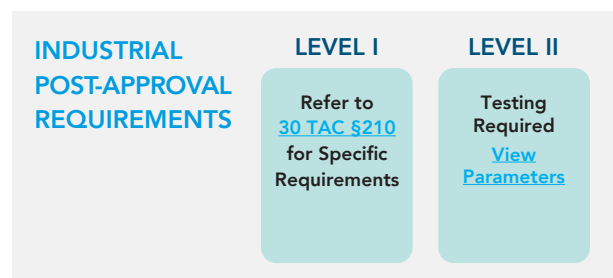 INDUSTRIAL
POST-APPROVAL
REQUIREMENTS
LEVEL I
Refer to
30 TAC §210
for Specific
Requirements
LEVEL II
Testing
Required
View
Parameters